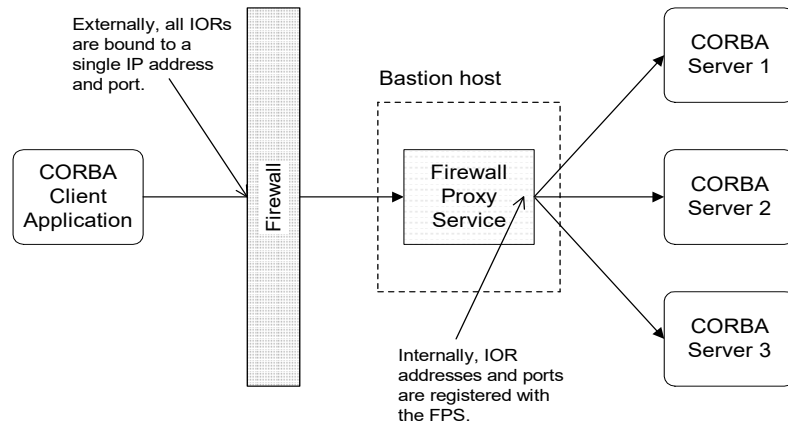 Externally, all IORs
are bound to a
single IP address
and port.
Bastion host
CORBA
Server 1
CORBA
Client
Application
Firewall
Firewall
Proxy
Service
CORBA
Server 2
CORBA
Server 3
Internally, IOR
addresses and ports
are registered with
the FPS.